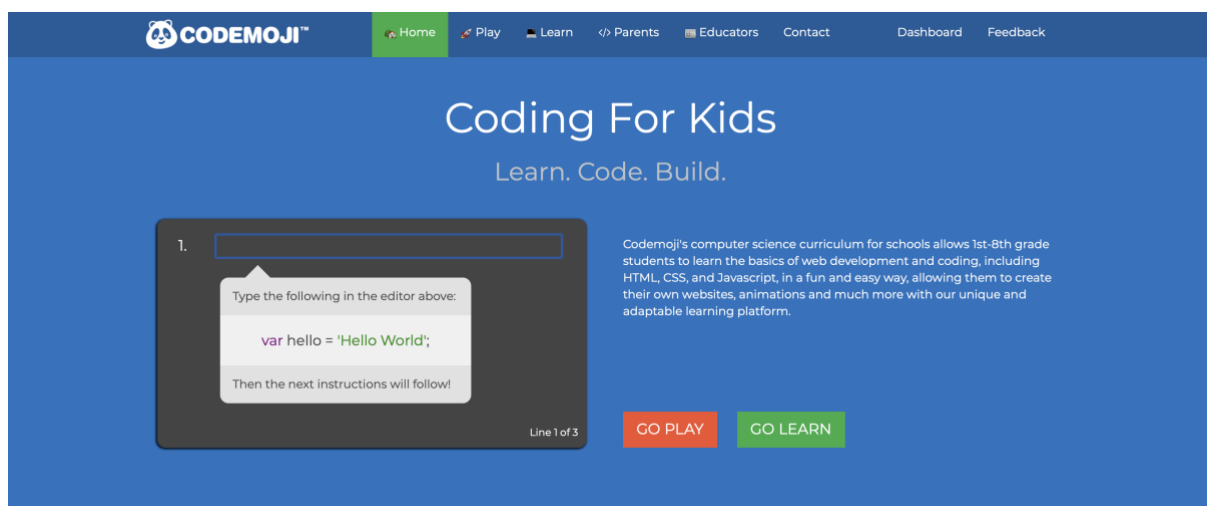 CODEMOJI™
Home
Play
Learn
</> Parents
Educators
Contact
Dashboard
Feedback
Coding For Kids
Learn. Code. Build.
1.
Type the following in the editor above:
var hello = 'Hello World';
Then the next instructions will follow!
Line 1 of 3
Codemoji's computer science curriculum for schools allows 1st-8th grade
students to learn the basics of web development and coding, including
HTML, CSS, and Javascript, in a fun and easy way, allowing them to create
their own websites, animations and much more with our unique and
adaptable learning platform.
GO PLAY
GO LEARN